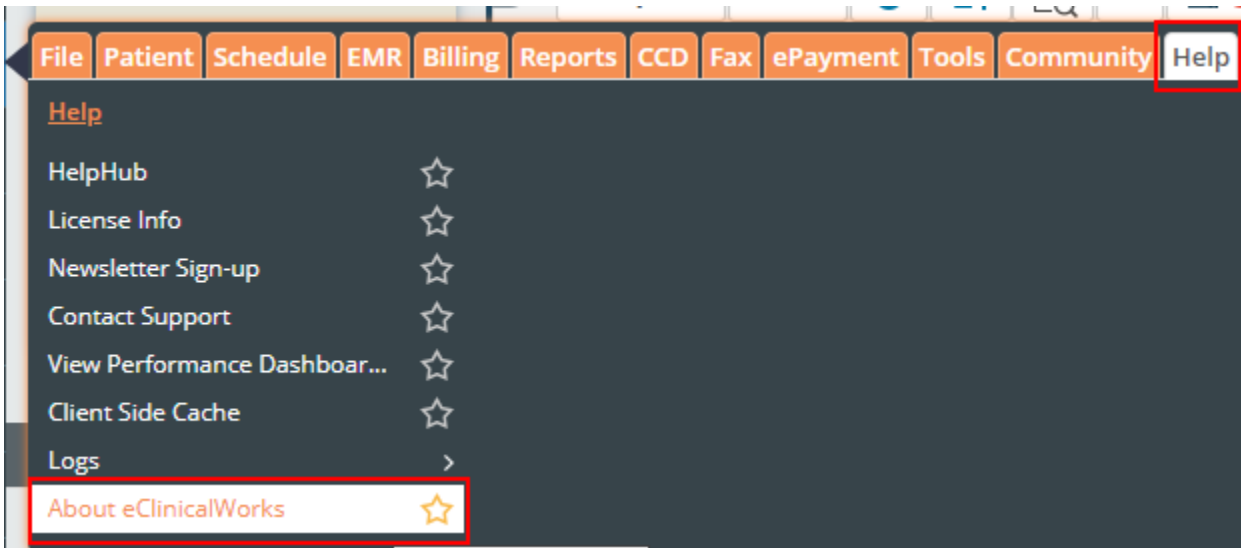 File Patient Schedule EMR Billing Reports CCD Fax ePayment Tools Community Help
Help
HelpHub
License Info
Newsletter Sign-up
Contact Support
View Performance Dashboar...
Client Side Cache
Logs
About eClinicalWorks